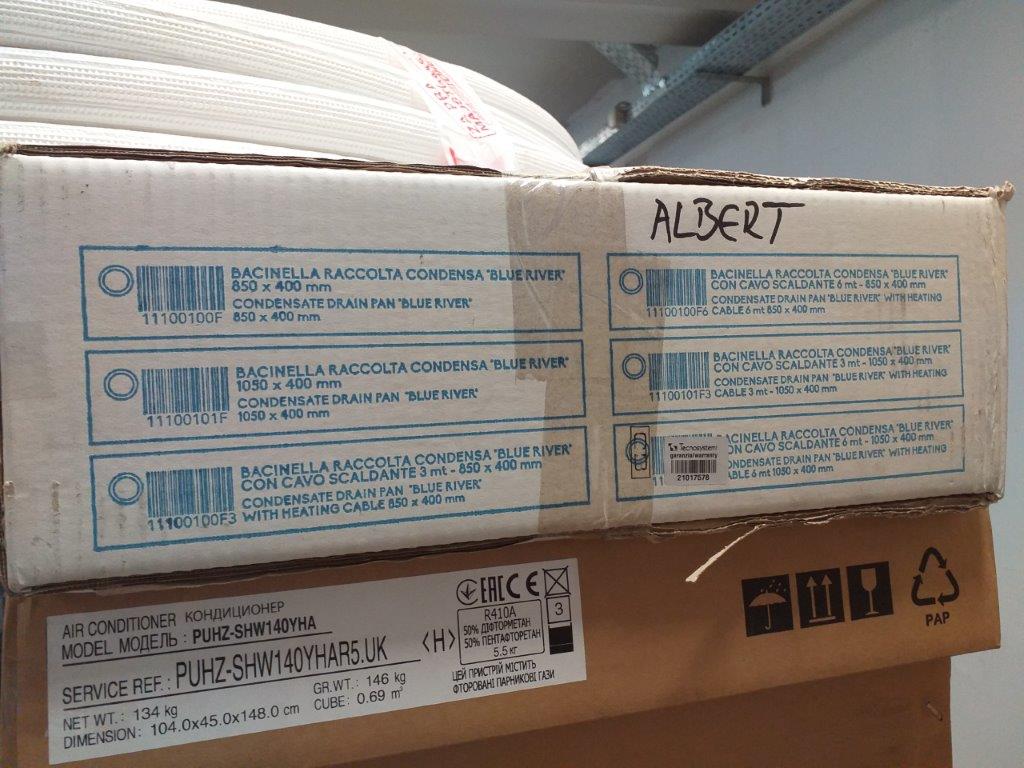 ALBERT
BACINELLA RACCOLTA CONDENSA "BLUE RIVER"
850 x 400 mm
CONDENSATE DRAIN PAN "BLUE RIVER"
850 x 400 mm
11100100F
BACINELLA RACCOLTA CONDENSA "BLUE RIVER"
1050 x 400 mm
CONDENSATE DRAIN PAN "BLUE RIVER"
1050 x 400 mm
11100101F
BACINELLA RACCOLTA CONDENSA "BLUE RIVER"
CON CAVO SCALDANTE 3 mt - 850 x 400 mm
CONDENSATE DRAIN PAN "BLUE RIVER"
WITH HEATING CABLE 850 x 400 mm
11100100F3
BACINELLA RACCOLTA CONDENSA "BLUE RIVER"
CON CAVO SCALDANTE 6 mt - 850 x 400 mm
CONDENSATE DRAIN PAN "BLUE RIVER" WITH HEATING
CABLE 6 mt 850 x 400 mm
11100100F6
BACINELLA RACCOLTA CONDENSA "BLUE RIVER"
CON CAVO SCALDANTE 3 mt - 1050 x 400 mm
CONDENSATE DRAIN PAN "BLUE RIVER" WITH HEATING
CABLE 3 mt - 1050 x 400 mm
11100101F3
ACINELLA RACCOLTA CONDENSA "BLUE RIVER"
CON CAVO SCALDANTE 6 mt - 1050 x 400 mm
ONDENSATE DRAIN PAN "BLUE RIVER" WITH HEATING
ABLE 6 mt 1050 x 400 mm
11
Tecnosystemi
garanzia/warranty
21017578
AIR CONDITIONER КОНДИЦИОНЕР
MODEL МОДЕЛЬ : PUHZ-SHW140YHA
SERVICE REF. : PUHZ-SHW140YHAR5.UK
NET WT. : 134 kg GR.WT. : 146 kg
DIMENSION : 104.0x45.0x148.0 cm CUBE : 0.69 m³
<H>
EAC CE
R410A
50% ДІФТОРМЕТАН
50% ПЕНТАФТОРЕТАН
5.5 кг
3
ЦЕЙ ПРИСТРІЙ МІСТИТЬ
ФТОРОВАНІ ПАРНИКОВІ ГАЗИ
PAP